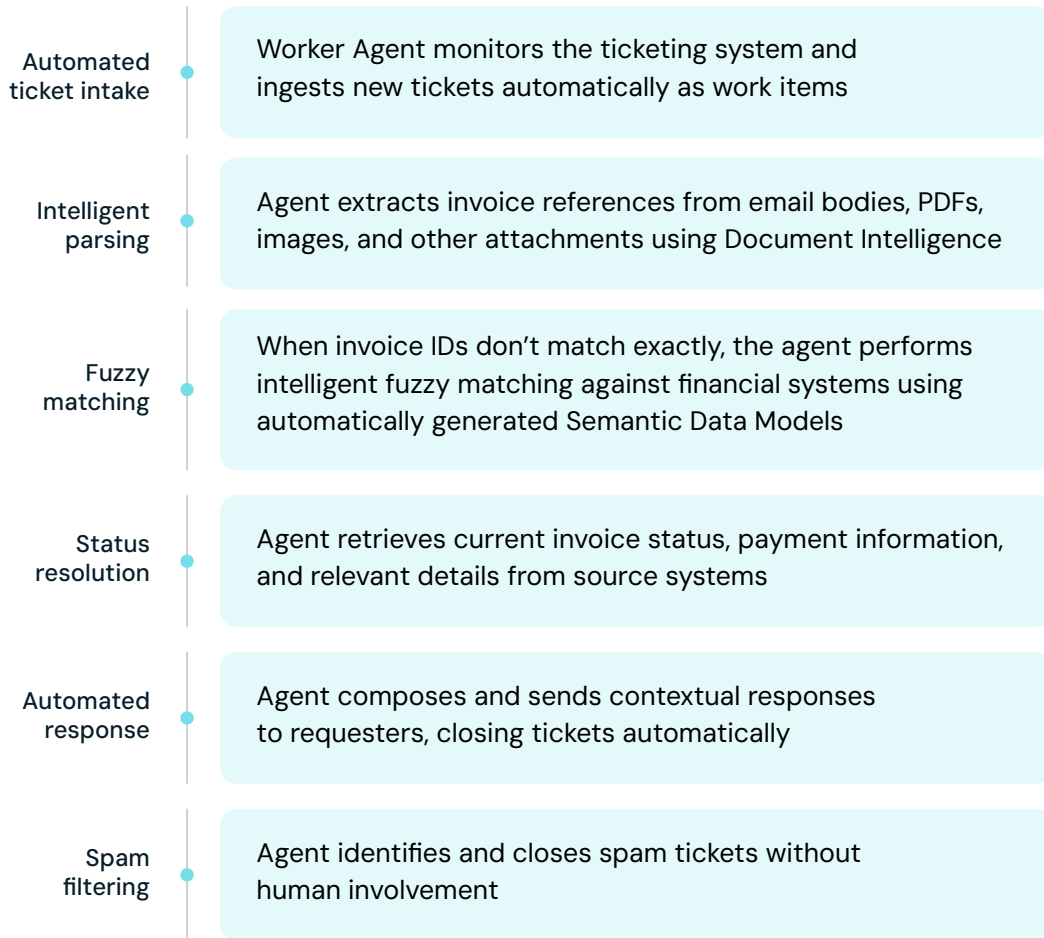 Automated
ticket intake
Worker Agent monitors the ticketing system and
ingests new tickets automatically as work items
Intelligent
parsing
Agent extracts invoice references from email bodies, PDFs,
images, and other attachments using Document Intelligence
Fuzzy
matching
When invoice IDs don’t match exactly, the agent performs
intelligent fuzzy matching against financial systems using
automatically generated Semantic Data Models
Status
resolution
Agent retrieves current invoice status, payment information,
and relevant details from source systems
Automated
response
Agent composes and sends contextual responses
to requesters, closing tickets automatically
Spam
filtering
Agent identifies and closes spam tickets without
human involvement